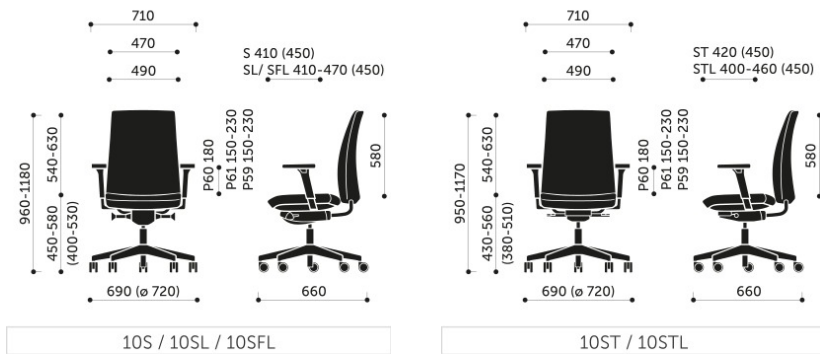 710
470
490
S 410 (450)
SL/ SFL 410-470 (450)
960-1180
540-630
450-580
(400-530)
P60 180
P61 150-230
P59 150-230
580
690 (ø 720)
660
10S / 10SL / 10SFL
710
470
490
ST 420 (450)
STL 400-460 (450)
950-1170
540-630
430-560
(380-510)
P60 180
P61 150-230
P59 150-230
580
690 (ø 720)
660
10ST / 10STL